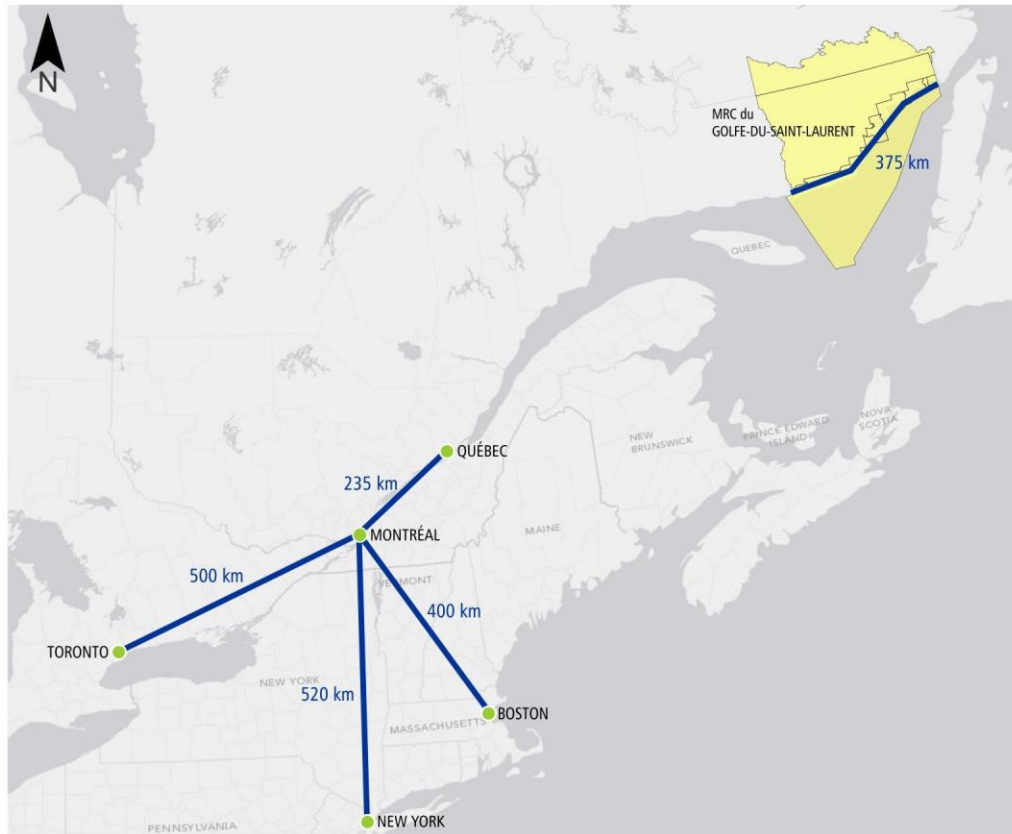 N
MRC du
GOLFE-DU-SAINT-LAURENT
375 km
QUEBEC
QUÉBEC
NEW
BRUNSWICK
PRINCE EDWARD
ISLAND
NOVA
SCOTIA
235 km
MONTRÉAL
MAINE
500 km
VERMONT
400 km
TORONTO
NEW YORK
520 km
BOSTON
MASSACHUSETTS
NEW YORK
PENNSYLVANIA